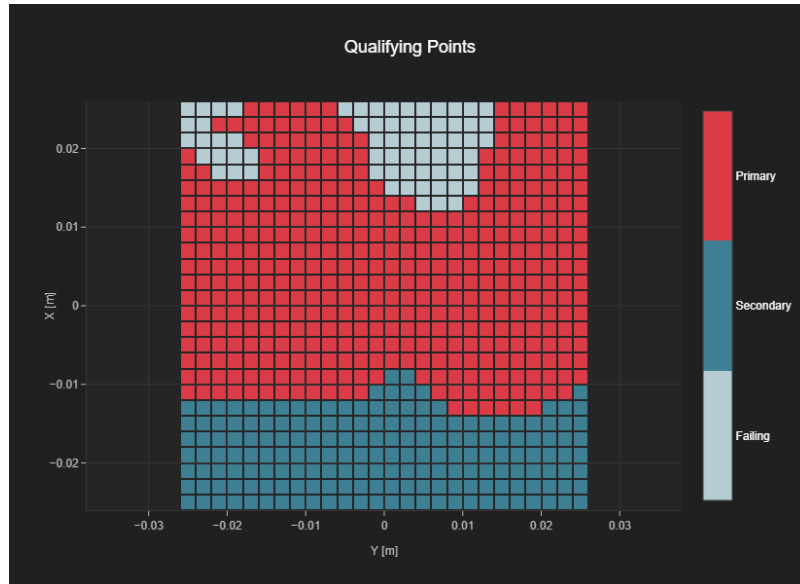 Qualifying Points
0.02
0.01
0
−0.01
−0.02
X [m]
−0.03
−0.02
−0.01
0
0.01
0.02
0.03
Y [m]
Primary
Secondary
Failing